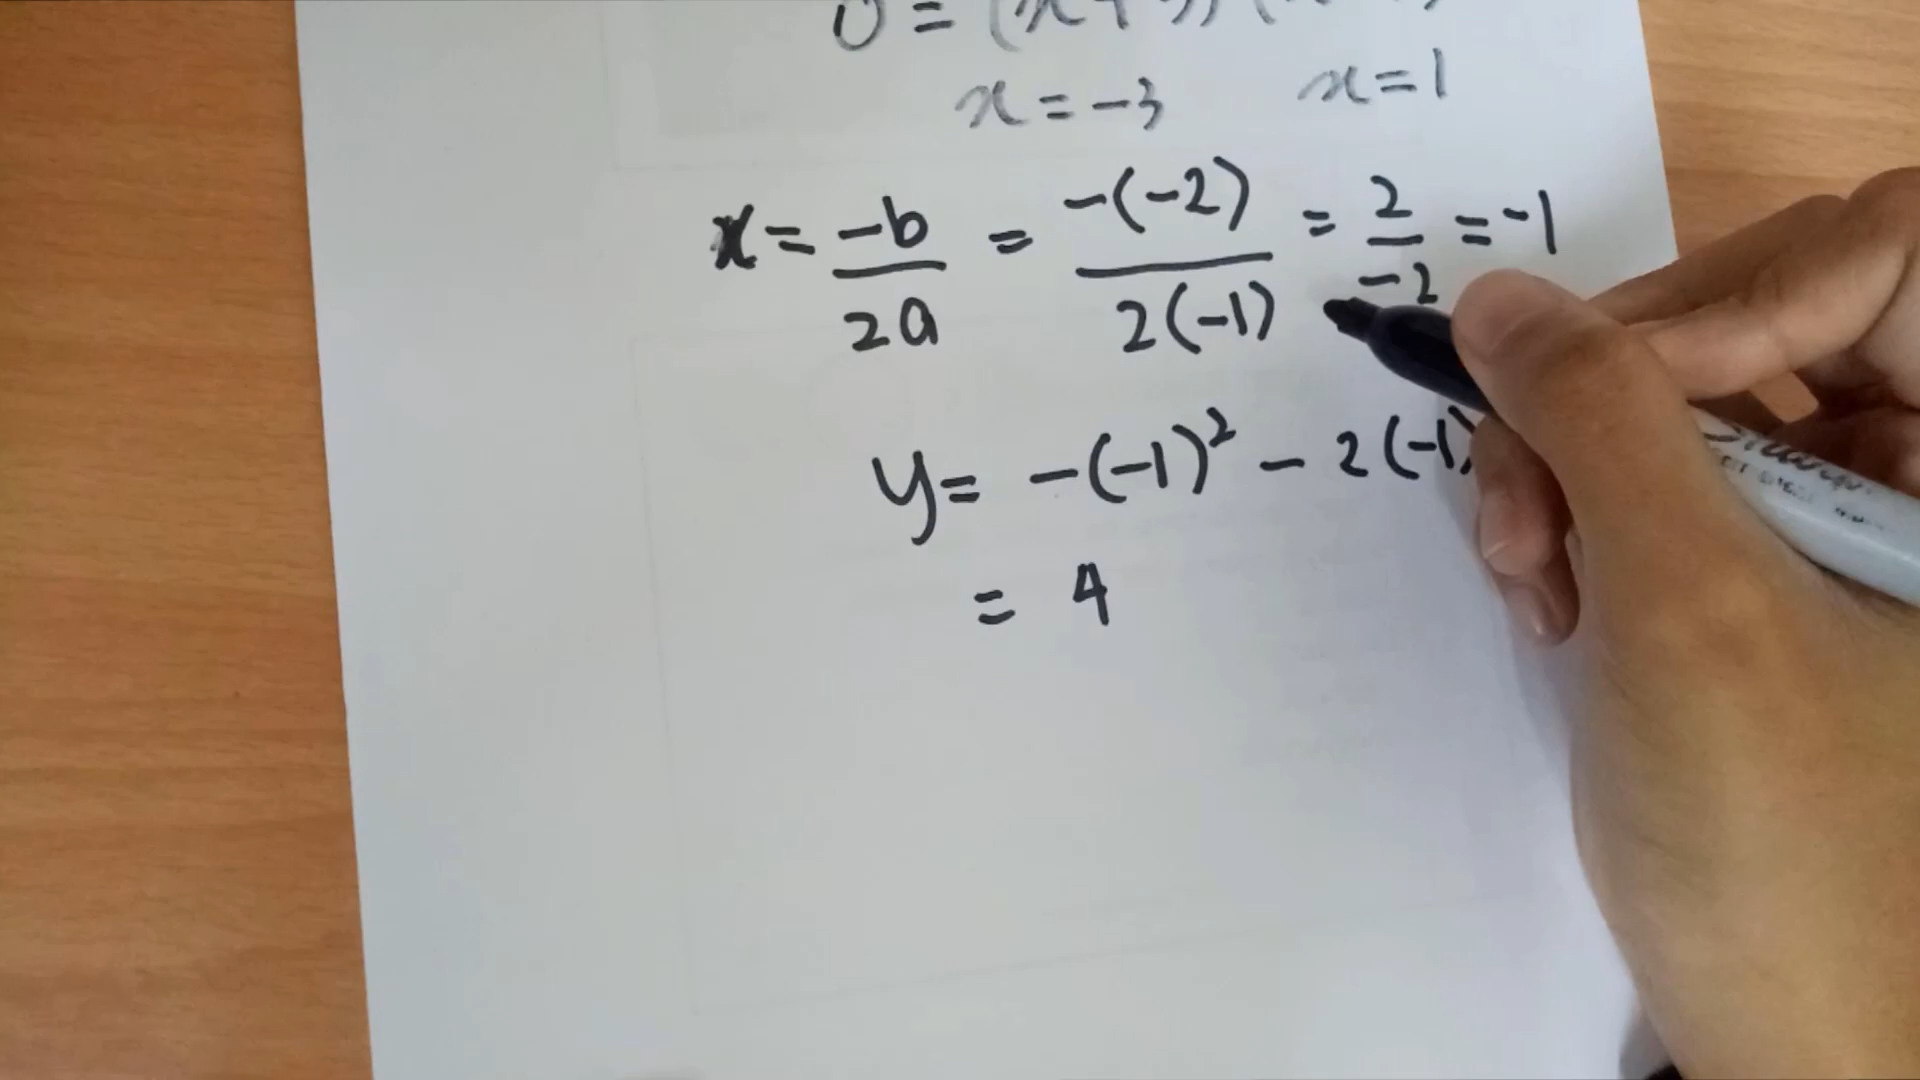 x = -3 x = 1
x = -b/2a = -(-2)/2(-1) = 2/-2 = -1
y = -(-1)² - 2(-1)
= 4